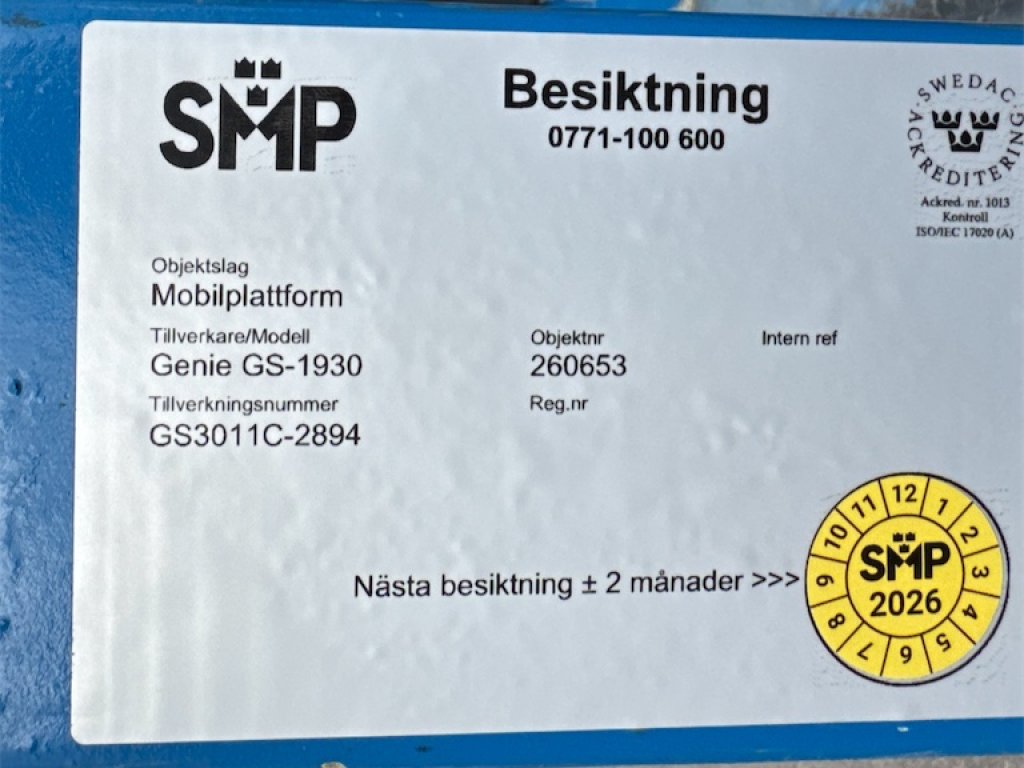 SMP
Besiktning
0771-100 600
SWEDAC
ACKREDITERING
Ackred. nr. 1013
Kontroll
ISO/IEC 17020 (A)
Objektslag
Mobilplattform
Tillverkare/Modell
Genie GS-1930
Objektnr
260653
Intern ref
Tillverkningsnummer
GS3011C-2894
Reg.nr
Nästa besiktning ± 2 månader >>>
12 1 2 3 4 5 6 7 8 9 10 11
SMP
2026